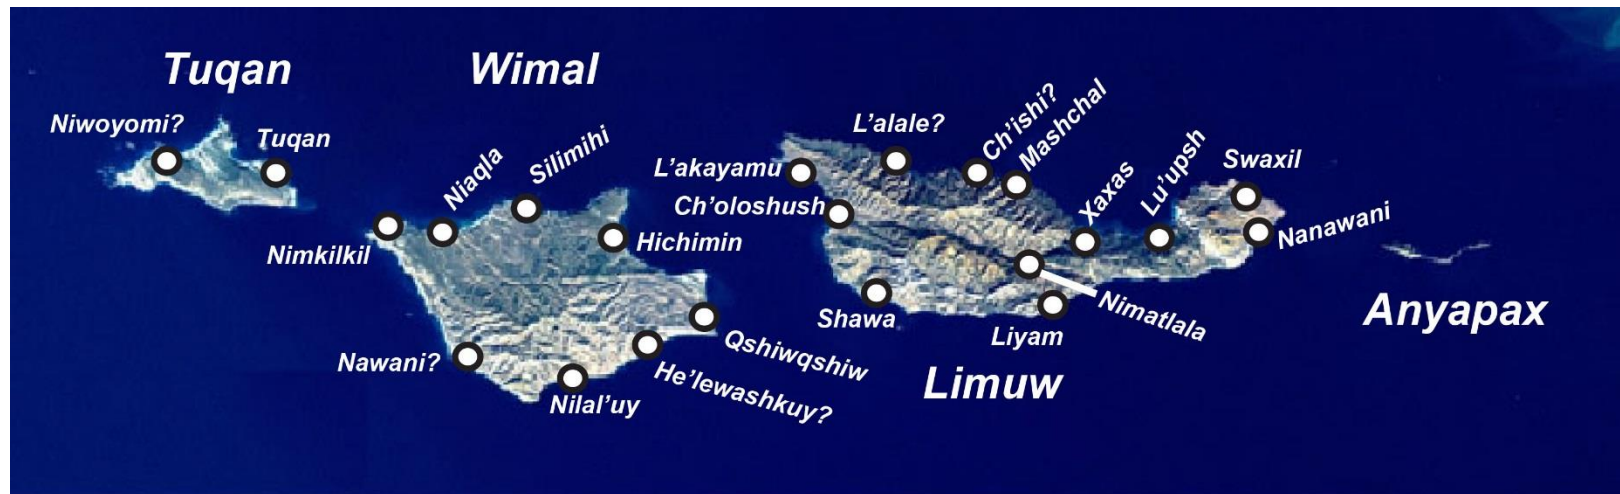 Tuqan
Wimal
Niwoyomi?
Tuqan
Niaqla
Silimihi
Nimkilkil
Hichimin
Nawani?
Nilal'uy
He'lewashkuy?
Qshiwqshiw
L'akayamu
L'alale?
Ch'ishi?
Mashchal
Ch'oloshush
Xaxas
Lu'upsh
Swaxil
Nanawani
Shawa
Liyam
Nimatlala
Limuw
Anyapax